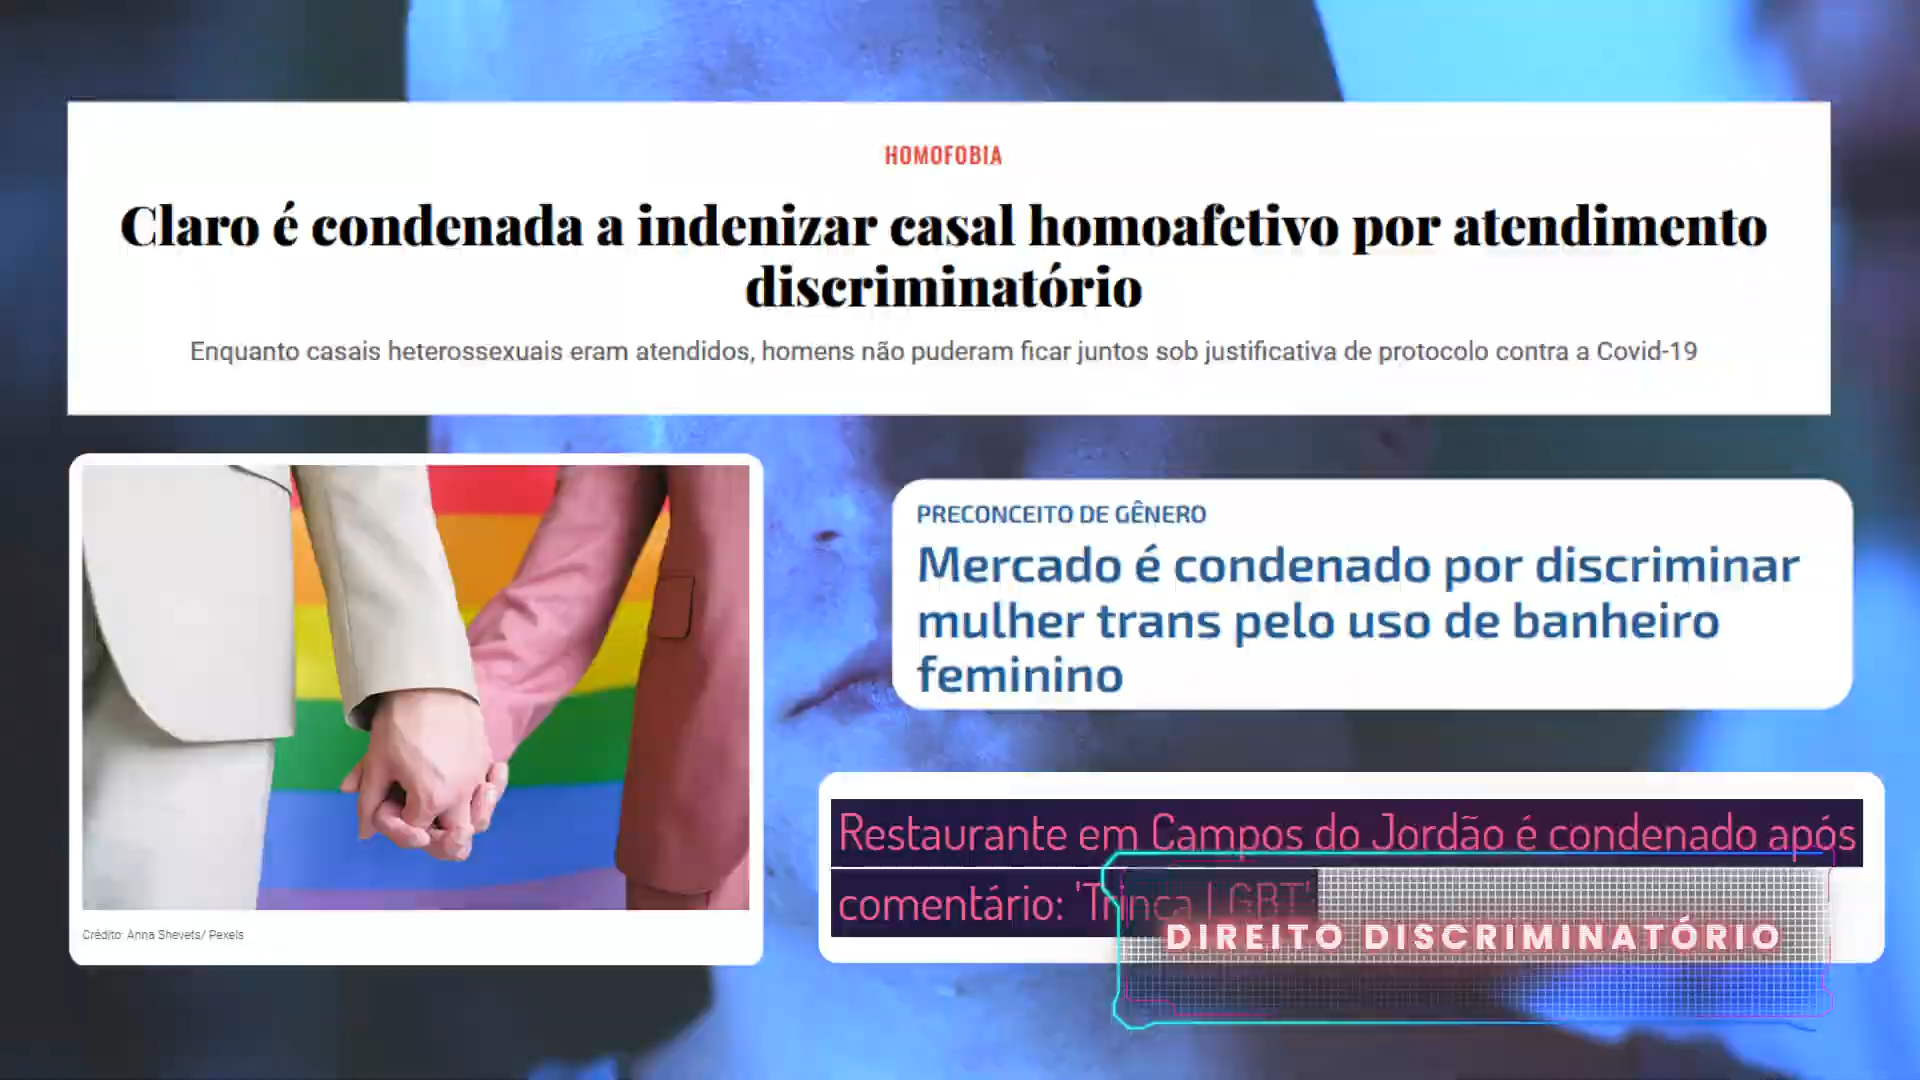 HOMOFOBIA
Claro é condenada a indenizar casal homoafetivo por atendimento
discriminatório
Enquanto casais heterossexuais eram atendidos, homens não puderam ficar juntos sob justificativa de protocolo contra a Covid-19
Crédito: Anna Shevets/ Pexels
PRECONCEITO DE GÊNERO
Mercado é condenado por discriminar
mulher trans pelo uso de banheiro
feminino
Restaurante em Campos do Jordão é condenado após
comentário: 'Trinca LGBT'
DIREITO DISCRIMINATÓRIO